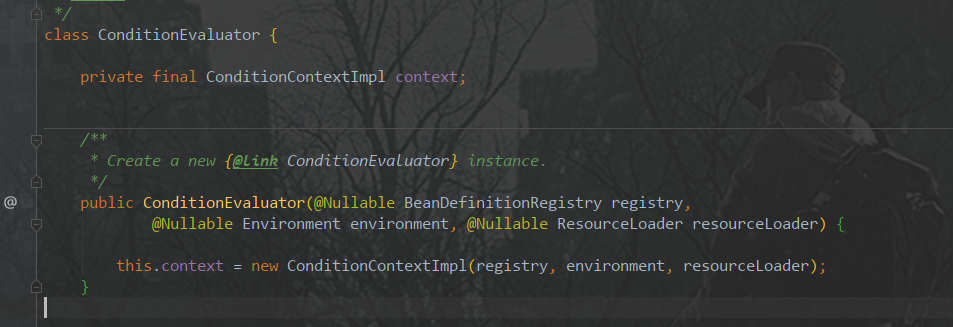 */
class ConditionEvaluator {
private final ConditionContextImpl context;
/**
* Create a new {@link ConditionEvaluator} instance.
*/
@
public ConditionEvaluator(@Nullable BeanDefinitionRegistry registry,
@Nullable Environment environment, @Nullable ResourceLoader resourceLoader) {
this.context = new ConditionContextImpl(registry, environment, resourceLoader);
}